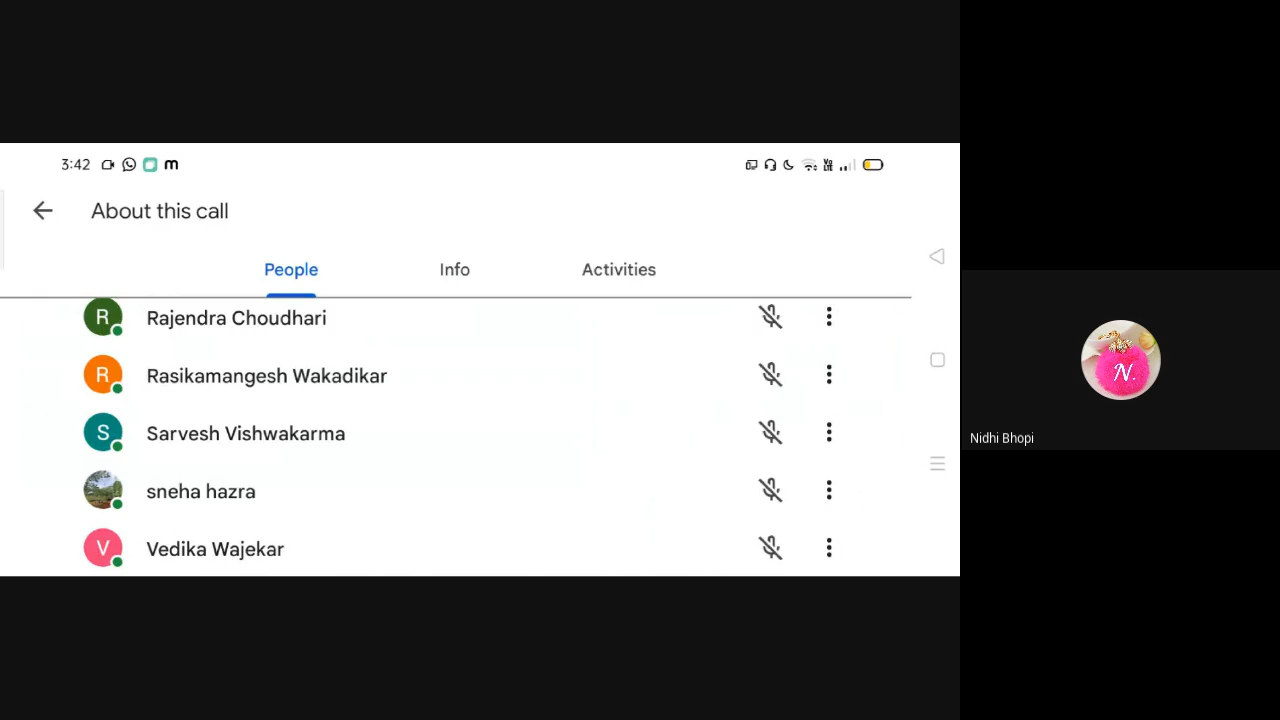 3:42 m
About this call
People Info Activities
R Rajendra Choudhari
R Rasikamangesh Wakadikar
S Sarvesh Vishwakarma
sneha hazra
V Vedika Wajekar
N.
Nidhi Bhopi